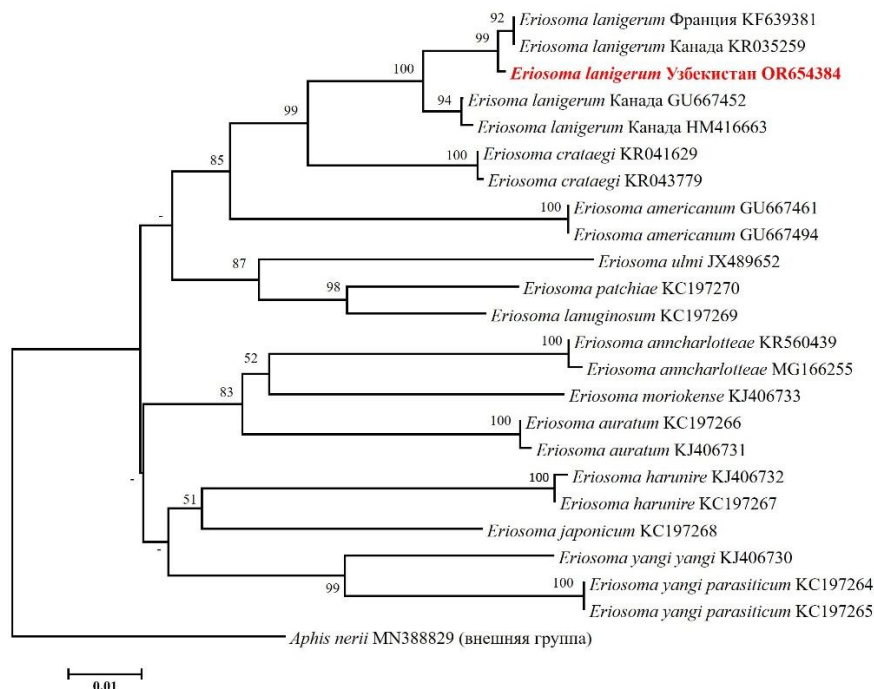 92
Eriosoma lanigerum Франция KF639381
99
Eriosoma lanigerum Канада KR035259
Eriosoma lanigerum Узбекистан OR654384
100
94
Erisoma lanigerum Канада GU667452
Eriosoma lanigerum Канада HM416663
99
100
Eriosoma crataegi KR041629
Eriosoma crataegi KR043779
85
100
Eriosoma americanum GU667461
Eriosoma americanum GU667494
-
87
Eriosoma ulmi JX489652
98
Eriosoma patchiae KC197270
Eriosoma lanuginosum KC197269
100
Eriosoma anncharlotteae KR560439
52
Eriosoma anncharlotteae MG166255
83
Eriosoma moriokense KJ406733
100
Eriosoma auratum KC197266
Eriosoma auratum KJ406731
-
100
Eriosoma harunire KJ406732
51
Eriosoma harunire KC197267
Eriosoma japonicum KC197268
-
Eriosoma yangi yangi KJ406730
99
100
Eriosoma yangi parasiticum KC197264
Eriosoma yangi parasiticum KC197265
Aphis nerii MN388829 (внешняя группа)
0.01